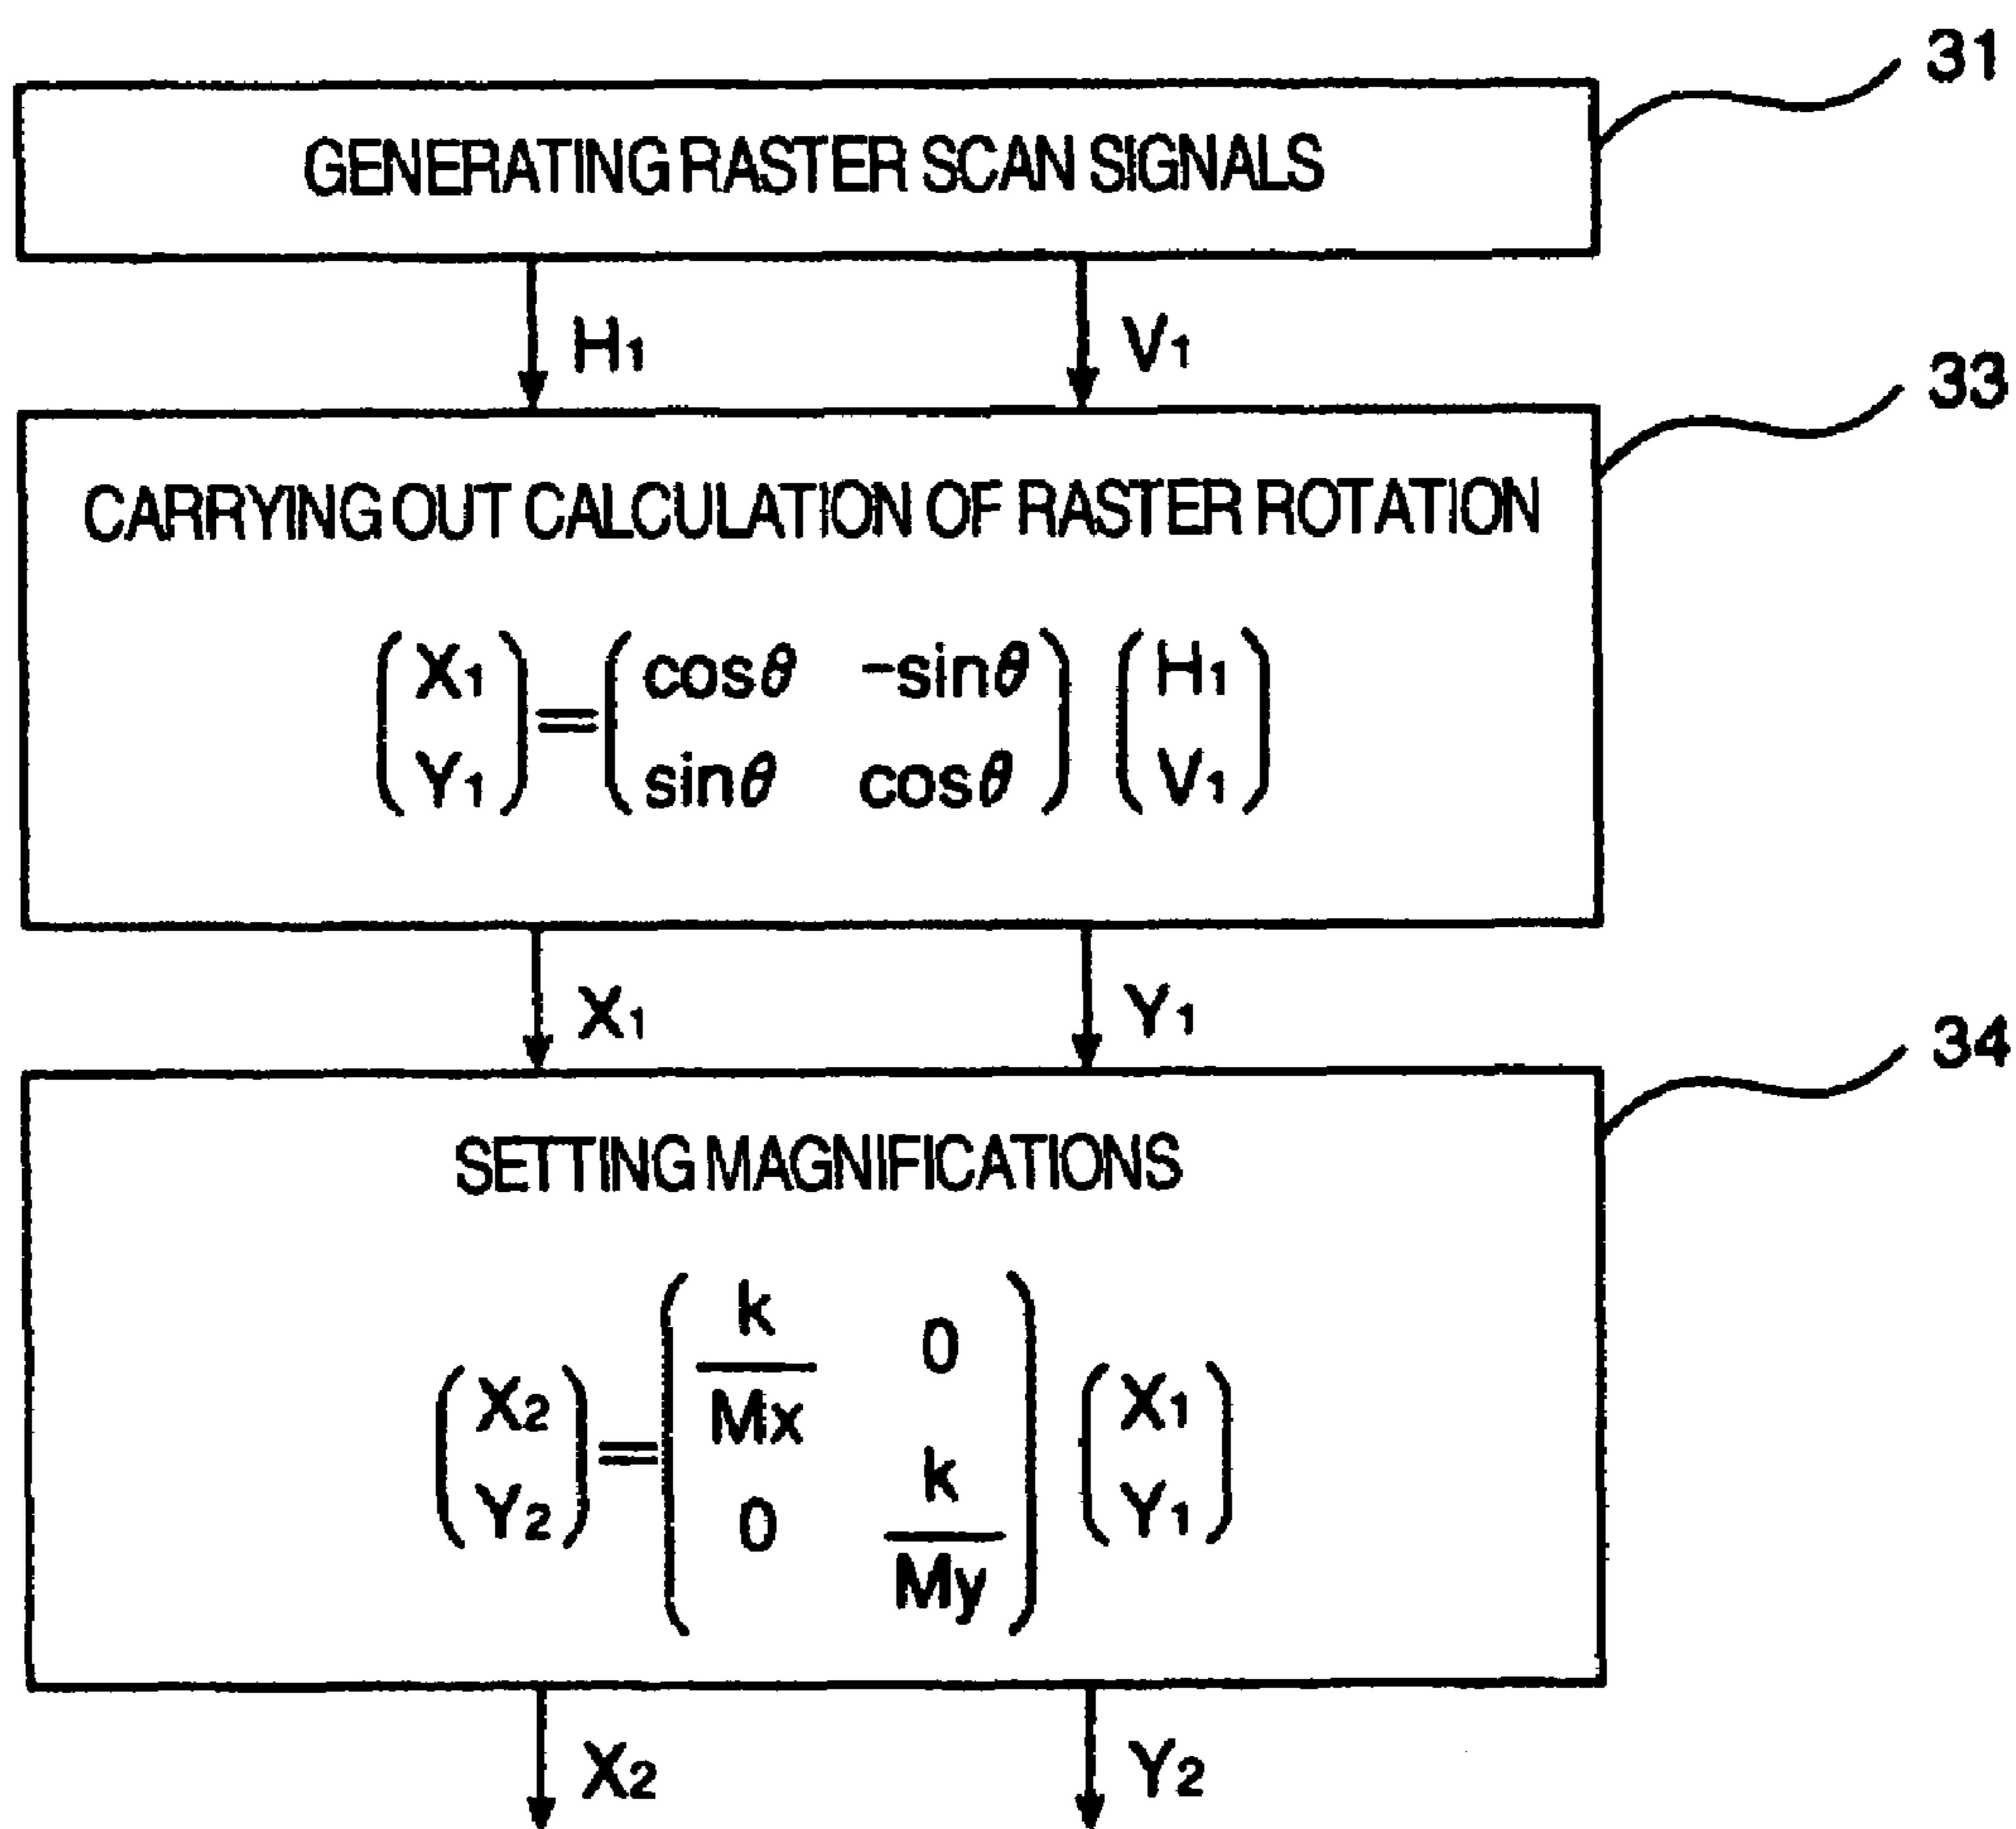 31
GENERATING RASTER SCAN SIGNALS
H1 V1
33
CARRYING OUT CALCULATION OF RASTER ROTATION
(X1 Y1) = (cosθ -sinθ sinθ cosθ) (H1 V1)
X1 Y1
34
SETTING MAGNIFICATIONS
(X2 Y2) = (k/Mx 0 0 k/My) (X1 Y1)
X2 Y2